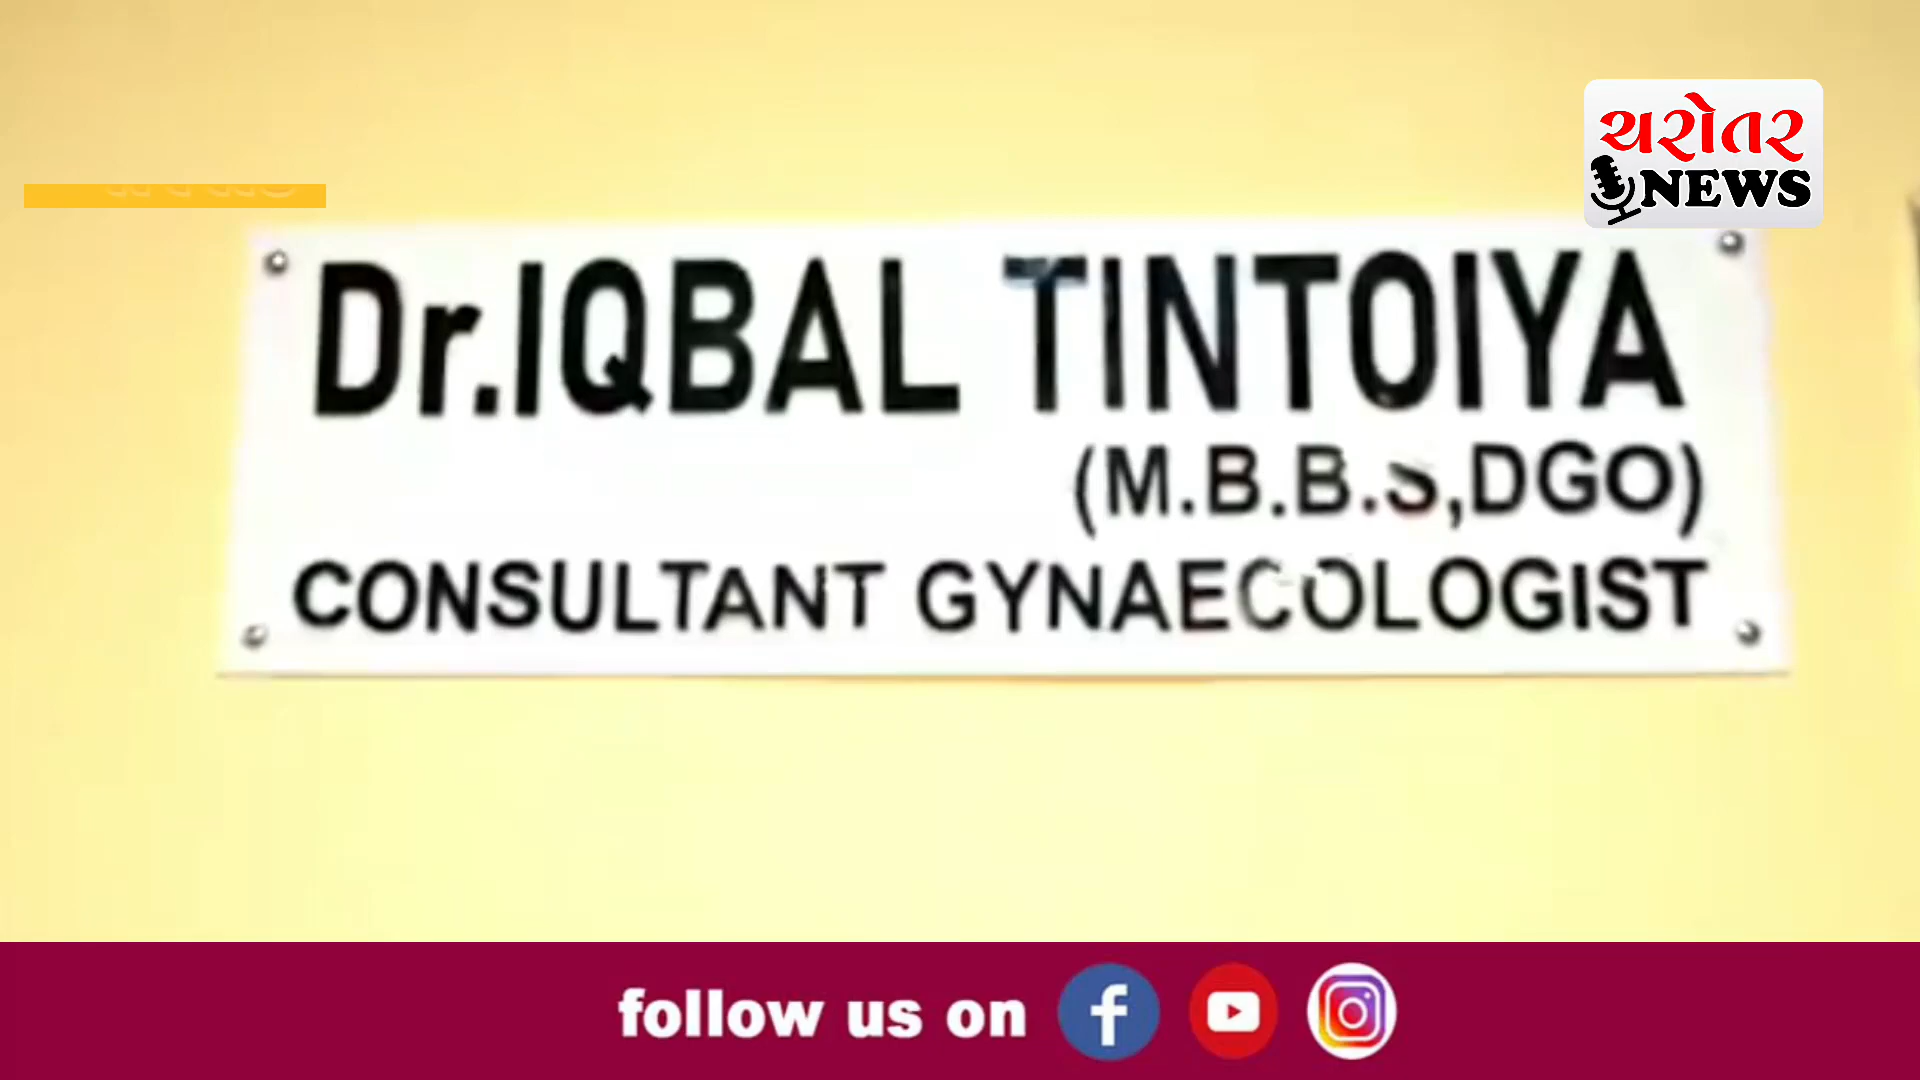 ચરોતર
NEWS
Dr.IQBAL TINTOIYA
(M.B.B.S,DGO)
CONSULTANT GYNAECOLOGIST
follow us on